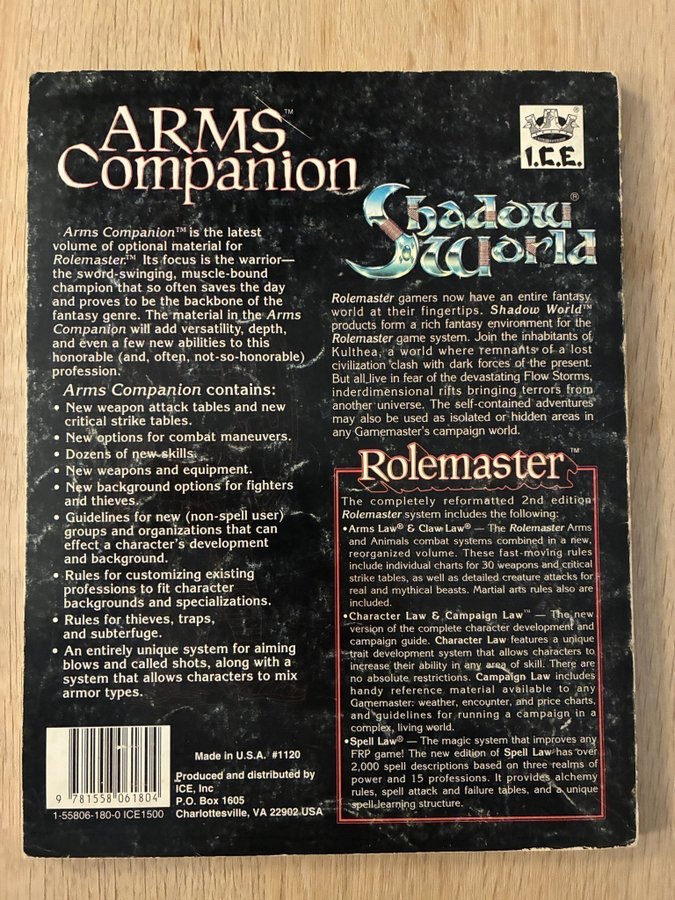 ARMS™
Companion
Arms Companion™ is the latest
volume of optional material for
Rolemaster.™ Its focus is the warrior—
the sword-swinging, muscle-bound
champion that so often saves the day
and proves to be the backbone of the
fantasy genre. The material in the Arms
Companion will add versatility, depth,
and even a few new abilities to this
honorable (and, often, not-so-honorable)
profession.
Arms Companion contains:
• New weapon attack tables and new
critical strike tables.
• New options for combat maneuvers.
• Dozens of new skills.
• New weapons and equipment.
• New background options for fighters
and thieves.
• Guidelines for new (non-spell user)
groups and organizations that can
effect a character's development
and background.
• Rules for customizing existing
professions to fit character
backgrounds and specializations.
• Rules for thieves, traps,
and subterfuge.
• An entirely unique system for aiming
blows and called shots, along with a
system that allows characters to mix
armor types.
I.C.E.®
Shadow®
World
Rolemaster gamers now have an entire fantasy
world at their fingertips. Shadow World™
products form a rich fantasy environment for the
Rolemaster game system. Join the inhabitants of
Kulthea, a world where remnants of a lost
civilization clash with dark forces of the present.
But all live in fear of the devastating Flow Storms,
inderdimensional rifts bringing terrors from
another universe. The self-contained adventures
may also be used as isolated or hidden areas in
any Gamemaster's campaign world.
Rolemaster™
The completely reformatted 2nd edition
Rolemaster system includes the following:
•Arms Law® & Claw Law® — The Rolemaster Arms
and Animals combat systems combined in a new,
reorganized volume. These fast-moving rules
include individual charts for 30 weapons and critical
strike tables, as well as detailed creature attacks for
real and mythical beasts. Martial arts rules also are
included.
•Character Law & Campaign Law™ — The new
version of the complete character development and
campaign guide. Character Law features a unique
trait development system that allows characters to
increase their ability in any area of skill. There are
no absolute restrictions. Campaign Law includes
handy reference material available to any
Gamemaster: weather, encounter, and price charts,
and guidelines for running a campaign in a
complex, living world.
•Spell Law® — The magic system that improves any
FRP game! The new edition of Spell Law has over
2,000 spell descriptions based on three realms of
power and 15 professions. It provides alchemy
rules, spell attack and failure tables, and a unique
spell learning structure.
9 781558 061804
1-55806-180-0 ICE1500
Made in U.S.A. #1120
Produced and distributed by
ICE, Inc
P.O. Box 1605
Charlottesville, VA 22902 USA